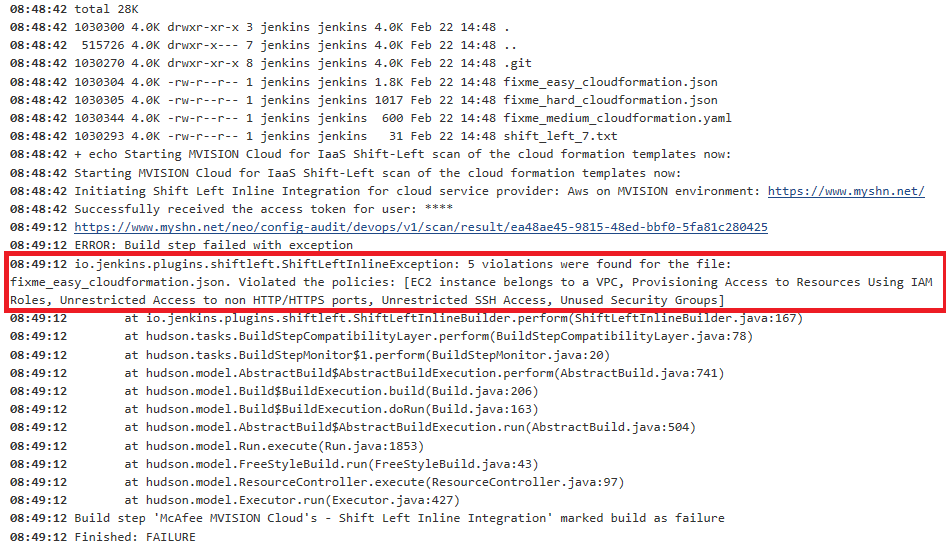 08:48:42 total 28K
08:48:42 1030300 4.0K drwxr-xr-x 3 jenkins jenkins 4.0K Feb 22 14:48 .
08:48:42  515726 4.0K drwxr-x--- 7 jenkins jenkins 4.0K Feb 22 14:48 ..
08:48:42 1030270 4.0K drwxr-xr-x 8 jenkins jenkins 4.0K Feb 22 14:48 .git
08:48:42 1030304 4.0K -rw-r--r-- 1 jenkins jenkins 1.8K Feb 22 14:48 fixme_easy_cloudformation.json
08:48:42 1030305 4.0K -rw-r--r-- 1 jenkins jenkins 1017 Feb 22 14:48 fixme_hard_cloudformation.json
08:48:42 1030344 4.0K -rw-r--r-- 1 jenkins jenkins  600 Feb 22 14:48 fixme_medium_cloudformation.yaml
08:48:42 1030293 4.0K -rw-r--r-- 1 jenkins jenkins   31 Feb 22 14:48 shift_left_7.txt
08:48:42 + echo Starting MVISION Cloud for IaaS Shift-Left scan of the cloud formation templates now:
08:48:42 Starting MVISION Cloud for IaaS Shift-Left scan of the cloud formation templates now:
08:48:42 Initiating Shift Left Inline Integration for cloud service provider: Aws on MVISION environment: https://www.myshn.net/
08:48:42 Successfully received the access token for user: ****
08:49:12 https://www.myshn.net/neo/config-audit/devops/v1/scan/result/ea48ae45-9815-48ed-bbf0-5fa81c280425
08:49:12 ERROR: Build step failed with exception
08:49:12 io.jenkins.plugins.shiftleft.ShiftLeftInlineException: 5 violations were found for the file:
fixme_easy_cloudformation.json. Violated the policies: [EC2 instance belongs to a VPC, Provisioning Access to Resources Using IAM
Roles, Unrestricted Access to non HTTP/HTTPS ports, Unrestricted SSH Access, Unused Security Groups]
08:49:12 	at io.jenkins.plugins.shiftleft.ShiftLeftInlineBuilder.perform(ShiftLeftInlineBuilder.java:167)
08:49:12 	at hudson.tasks.BuildStepCompatibilityLayer.perform(BuildStepCompatibilityLayer.java:78)
08:49:12 	at hudson.tasks.BuildStepMonitor$1.perform(BuildStepMonitor.java:20)
08:49:12 	at hudson.model.AbstractBuild$AbstractBuildExecution.perform(AbstractBuild.java:741)
08:49:12 	at hudson.model.Build$BuildExecution.build(Build.java:206)
08:49:12 	at hudson.model.Build$BuildExecution.doRun(Build.java:163)
08:49:12 	at hudson.model.AbstractBuild$AbstractBuildExecution.run(AbstractBuild.java:504)
08:49:12 	at hudson.model.Run.execute(Run.java:1853)
08:49:12 	at hudson.model.FreeStyleBuild.run(FreeStyleBuild.java:43)
08:49:12 	at hudson.model.ResourceController.execute(ResourceController.java:97)
08:49:12 	at hudson.model.Executor.run(Executor.java:427)
08:49:12 Build step 'McAfee MVISION Cloud's - Shift Left Inline Integration' marked build as failure
08:49:12 Finished: FAILURE